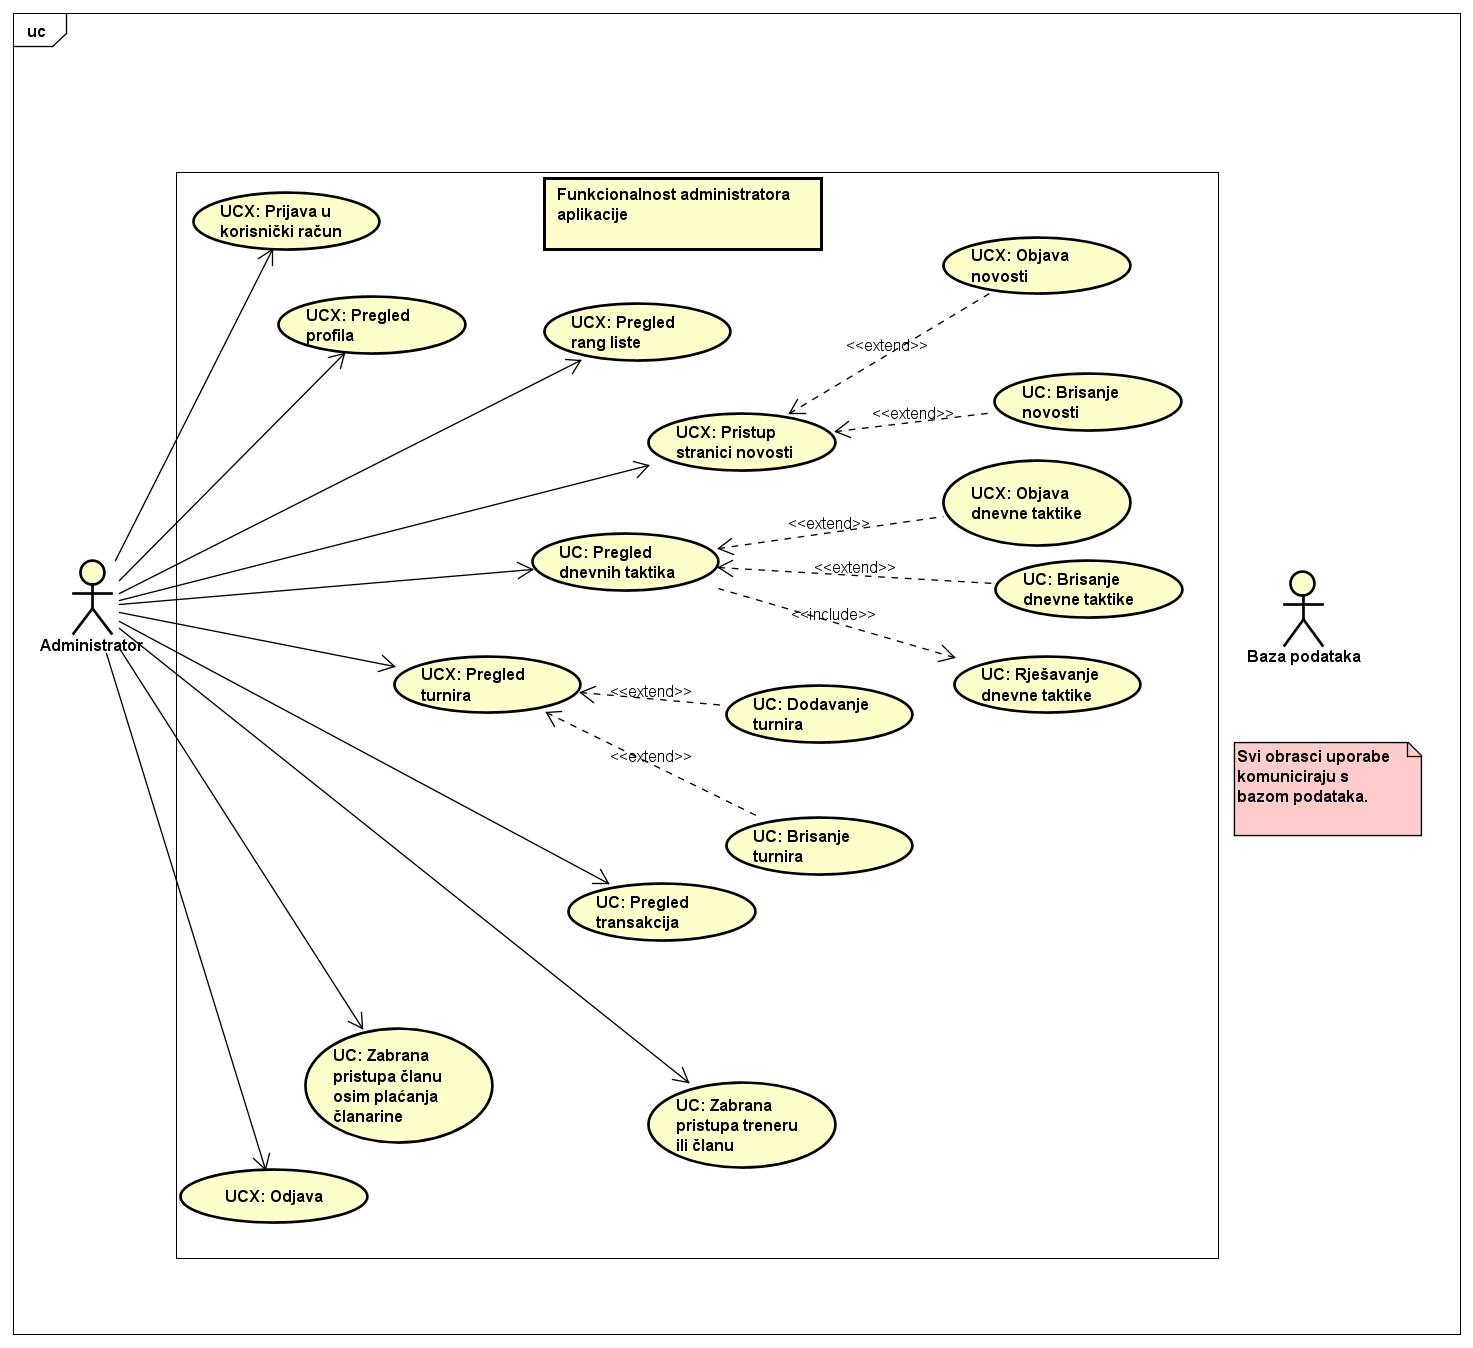 uc
Funkcionalnost administratora
aplikacije
UCX: Prijava u
korisnički račun
UCX: Objava
novosti
UCX: Pregled
profila
UCX: Pregled
rang liste
<<extend>>
UC: Brisanje
novosti
<<extend>>
UCX: Pristup
stranici novosti
UCX: Objava
dnevne taktike
<<extend>>
UC: Pregled
dnevnih taktika
<<extend>>
UC: Brisanje
dnevne taktike
<<include>>
Administrator
Baza podataka
UCX: Pregled
turnira
UC: Rješavanje
dnevne taktike
<<extend>>
UC: Dodavanje
turnira
<<extend>>
Svi obrasci uporabe
komuniciraju s
bazom podataka.
UC: Brisanje
turnira
UC: Pregled
transakcija
UC: Zabrana
pristupa članu
osim plaćanja
članarine
UC: Zabrana
pristupa treneru
ili članu
UCX: Odjava